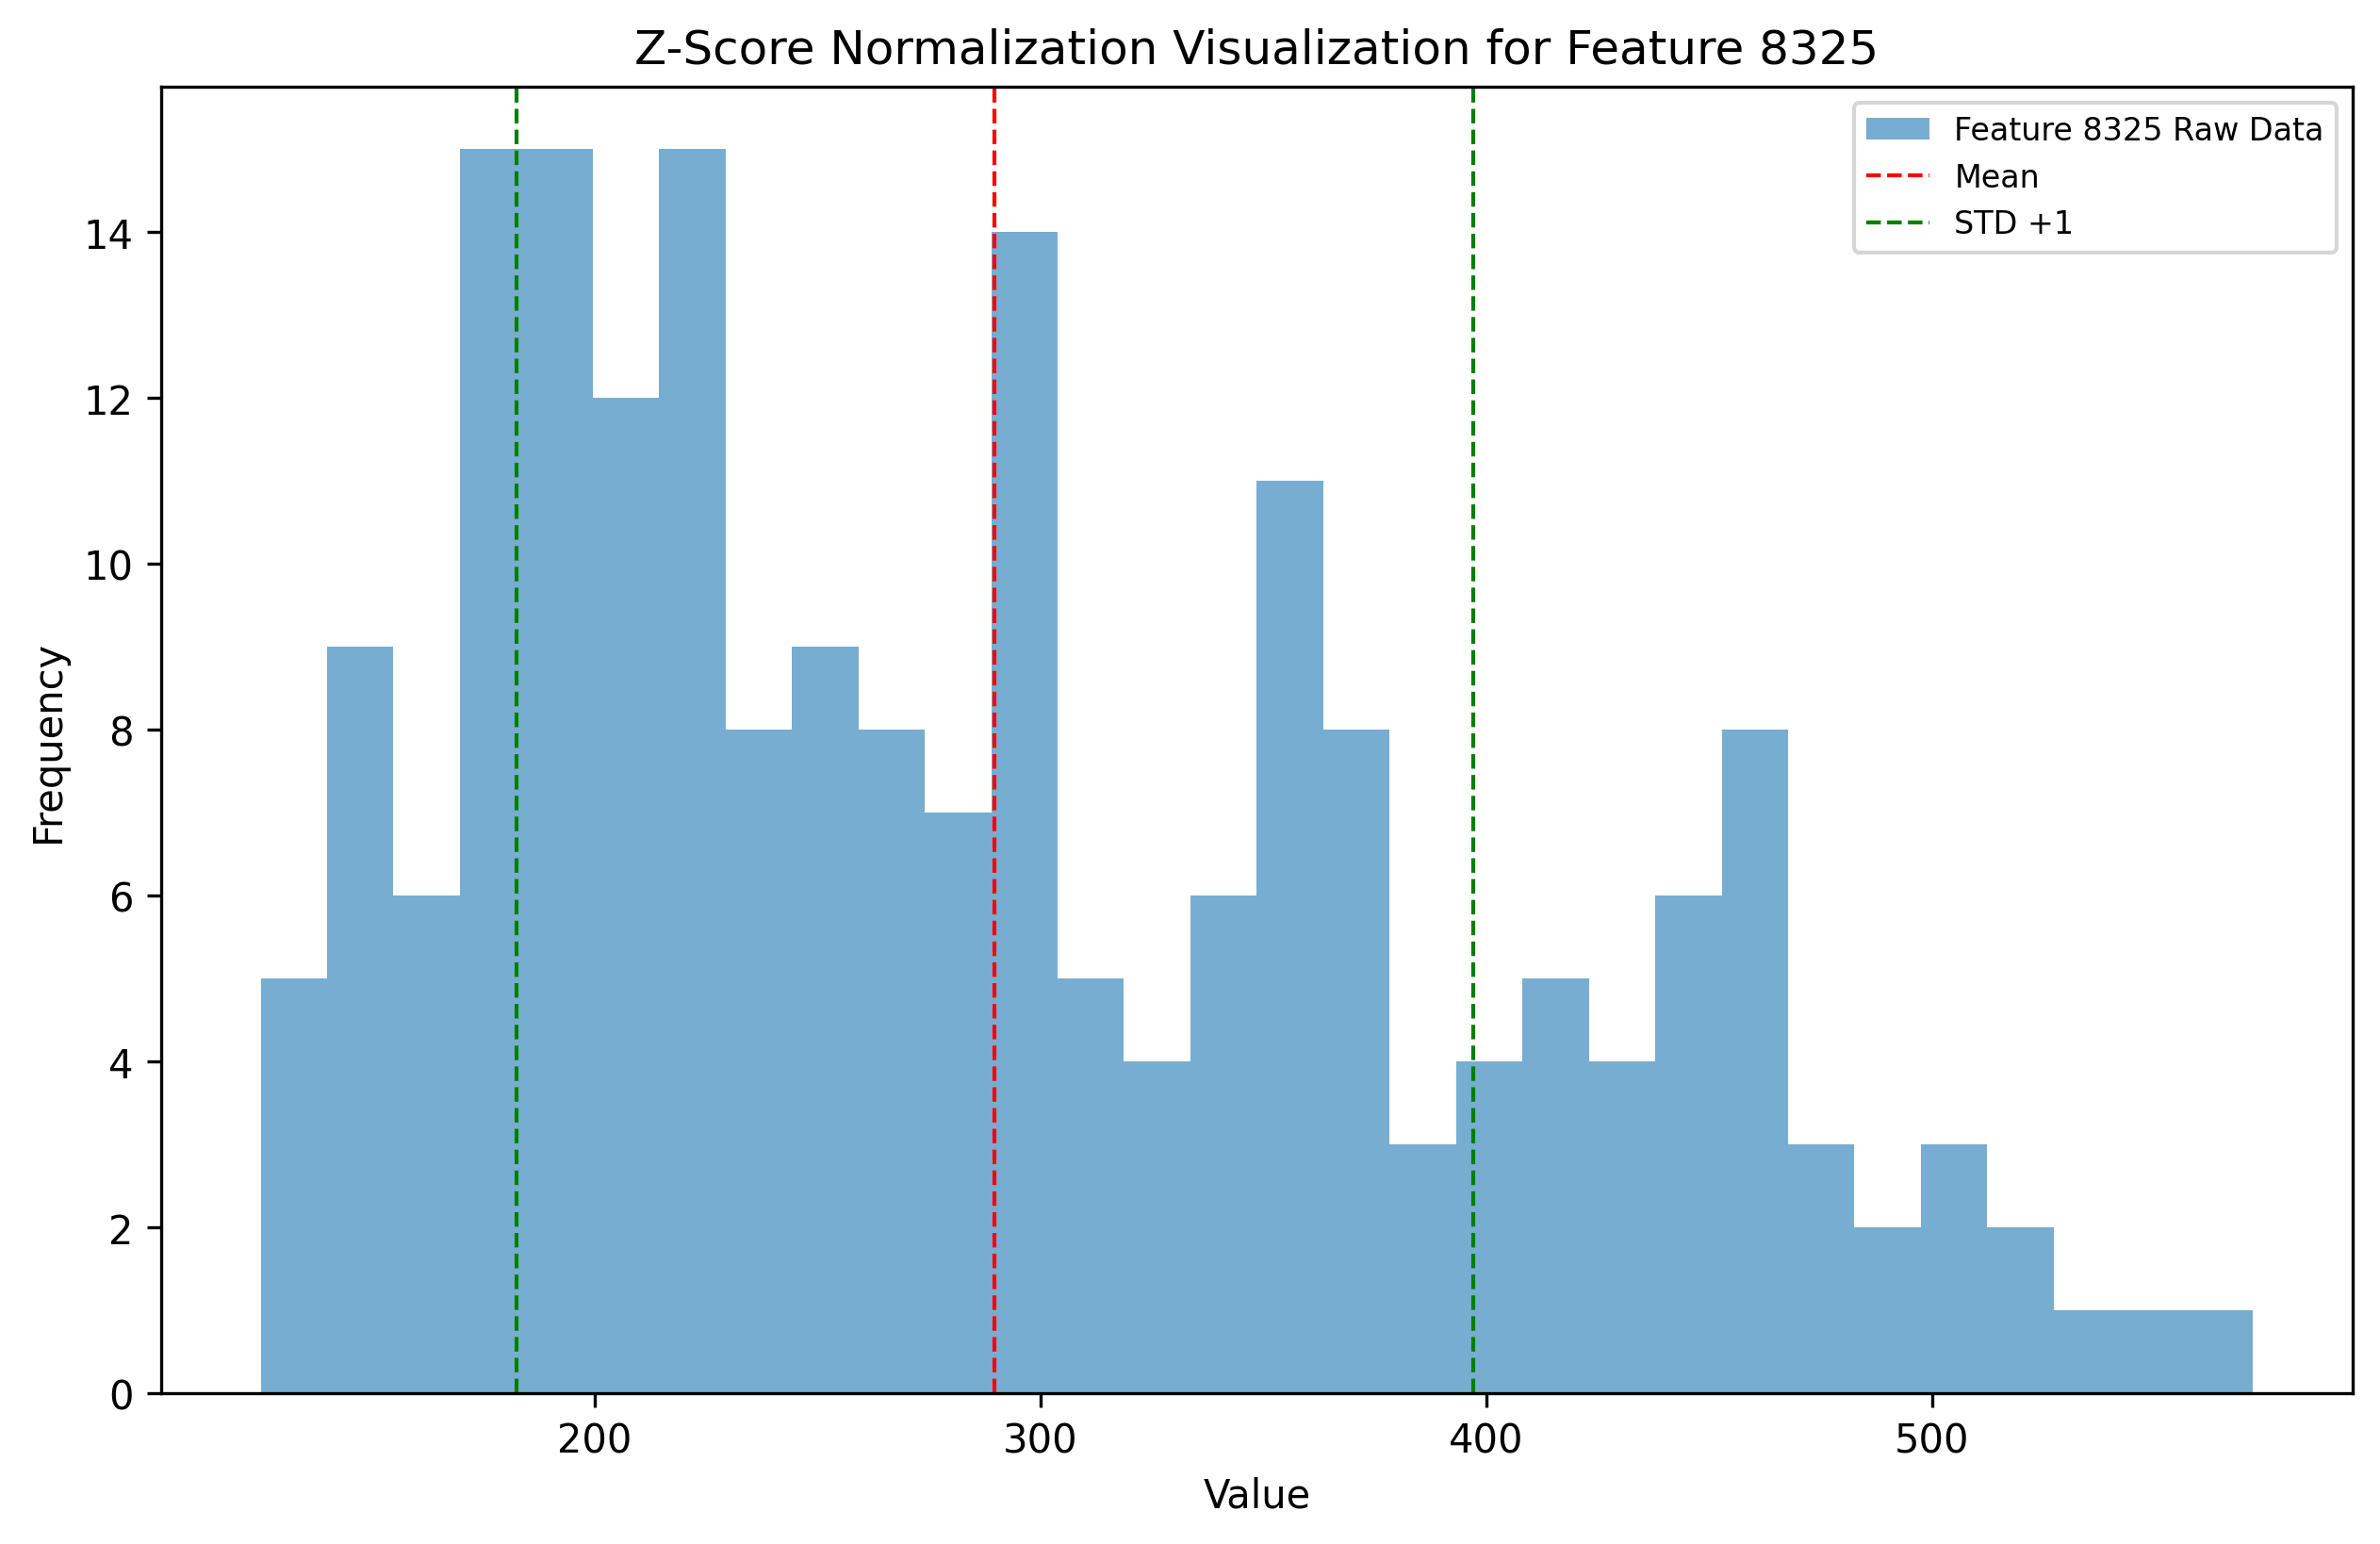 Z-Score Normalization Visualization for Feature 8325
Feature 8325 Raw Data
Mean
STD +1
14
12
10
8
6
4
2
0
Frequency
200 300 400 500
Value